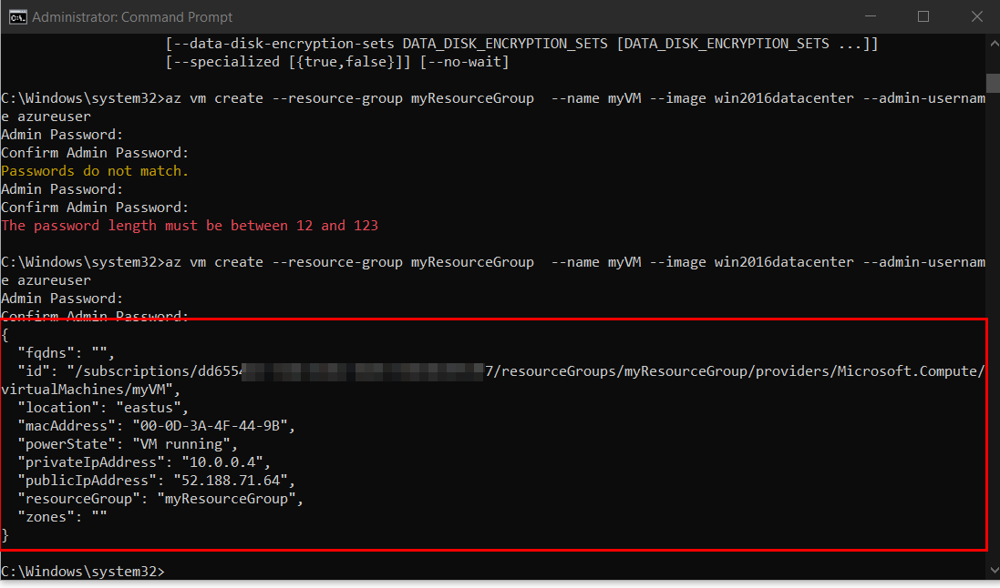 Administrator: Command Prompt
[--data-disk-encryption-sets DATA_DISK_ENCRYPTION_SETS [DATA_DISK_ENCRYPTION_SETS ...]]
[--specialized [{true,false}]] [--no-wait]
C:\Windows\system32>az vm create --resource-group myResourceGroup  --name myVM --image win2016datacenter --admin-usernam
e azureuser
Admin Password:
Confirm Admin Password:
Passwords do not match.
Admin Password:
Confirm Admin Password:
The password length must be between 12 and 123
C:\Windows\system32>az vm create --resource-group myResourceGroup  --name myVM --image win2016datacenter --admin-usernam
e azureuser
Admin Password:
Confirm Admin Password:
{
"fqdns": "",
"id": "/subscriptions/dd6554 7/resourceGroups/myResourceGroup/providers/Microsoft.Compute/
virtualMachines/myVM",
"location": "eastus",
"macAddress": "00-0D-3A-4F-44-9B",
"powerState": "VM running",
"privateIpAddress": "10.0.0.4",
"publicIpAddress": "52.188.71.64",
"resourceGroup": "myResourceGroup",
"zones": ""
}
C:\Windows\system32>